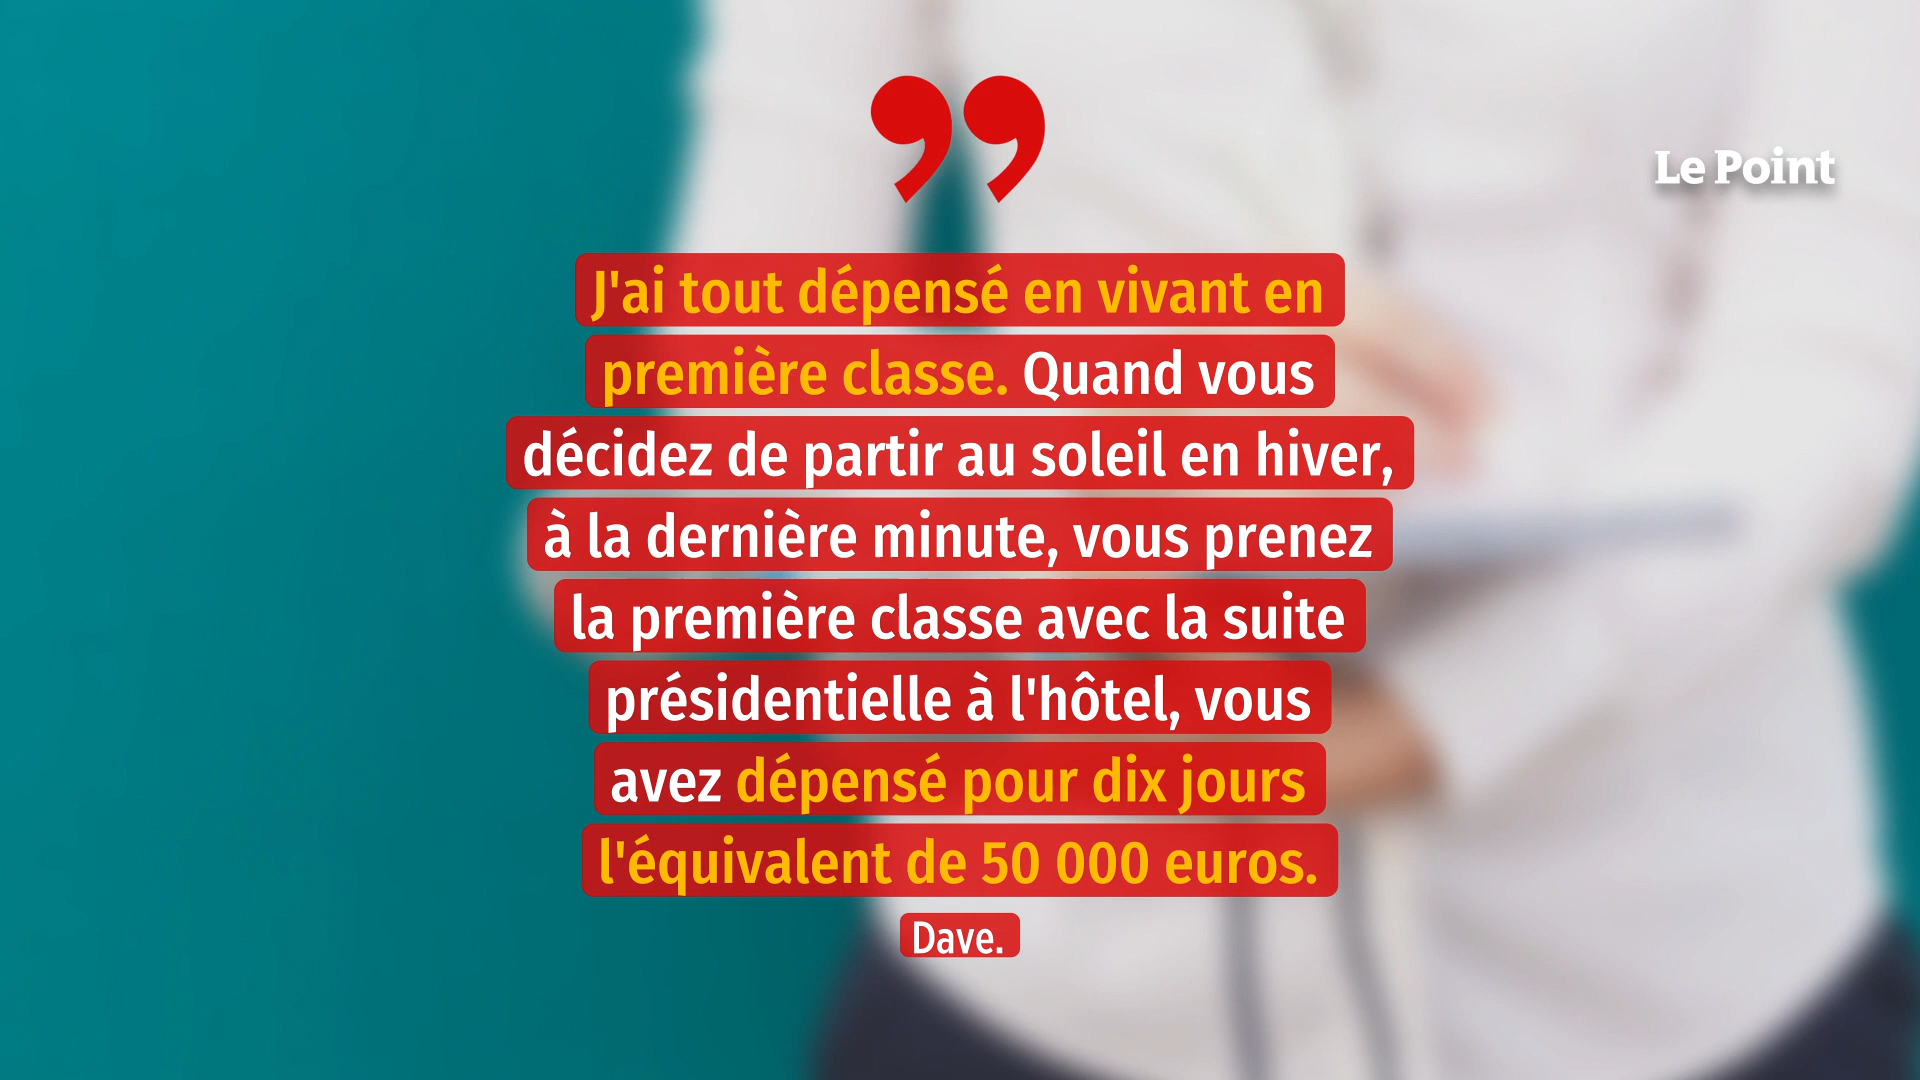 Le Point
J'ai tout dépensé en vivant en
première classe. Quand vous
décidez de partir au soleil en hiver,
à la dernière minute, vous prenez
la première classe avec la suite
présidentielle à l'hôtel, vous
avez dépensé pour dix jours
l'équivalent de 50 000 euros.
Dave.